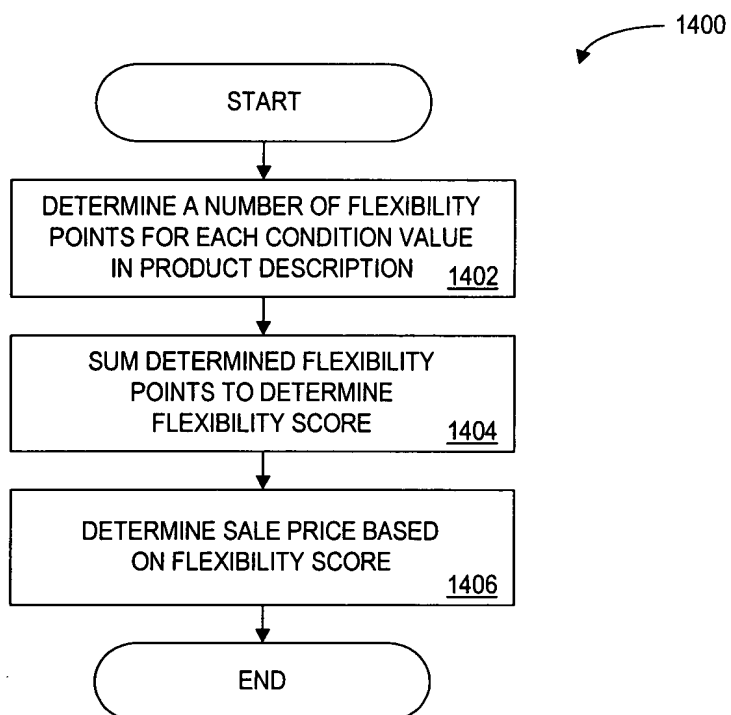 1400
START
DETERMINE A NUMBER OF FLEXIBILITY
POINTS FOR EACH CONDITION VALUE
IN PRODUCT DESCRIPTION
1402
SUM DETERMINED FLEXIBILITY
POINTS TO DETERMINE
FLEXIBILITY SCORE
1404
DETERMINE SALE PRICE BASED
ON FLEXIBILITY SCORE
1406
END